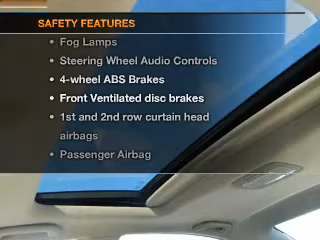 SAFETY FEATURES
• Fog Lamps
• Steering Wheel Audio Controls
• 4-wheel ABS Brakes
• Front Ventilated disc brakes
• 1st and 2nd row curtain head
airbags
• Passenger Airbag